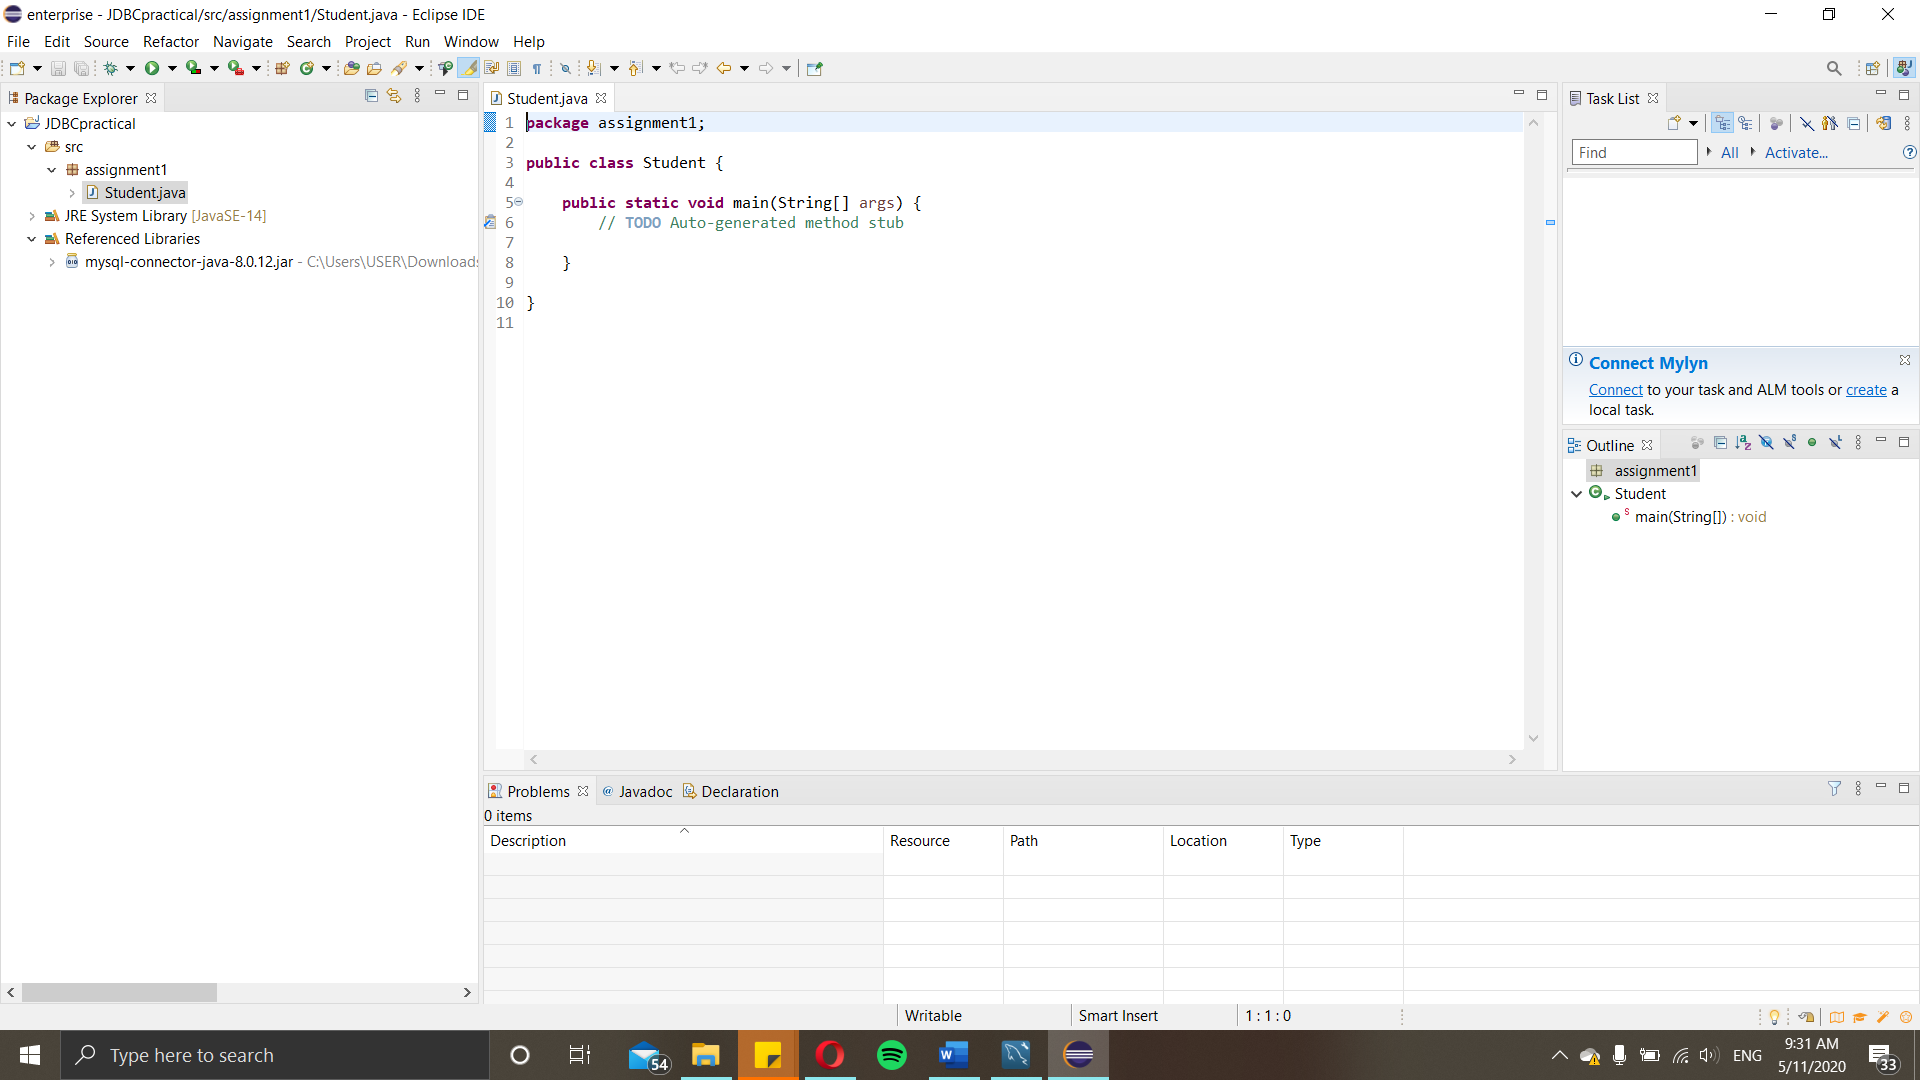 enterprise - JDBCpractical/src/assignment1/Student.java - Eclipse IDE
File Edit Source Refactor Navigate Search Project Run Window Help
Package Explorer
JDBCpractical
src
assignment1
Student.java
JRE System Library [JavaSE-14]
Referenced Libraries
mysql-connector-java-8.0.12.jar - C:\Users\USER\Downloads
Student.java
1 package assignment1;
2
3 public class Student {
4
5 public static void main(String[] args) {
6 // TODO Auto-generated method stub
7
8 }
9
10 }
11
Task List
Find All Activate...
Connect Mylyn
Connect to your task and ALM tools or create a
local task.
Outline
assignment1
Student
main(String[]) : void
Problems Javadoc Declaration
0 items
Description Resource Path Location Type
Writable Smart Insert 1 : 1 : 0
Type here to search
54
ENG
9:31 AM
5/11/2020
33